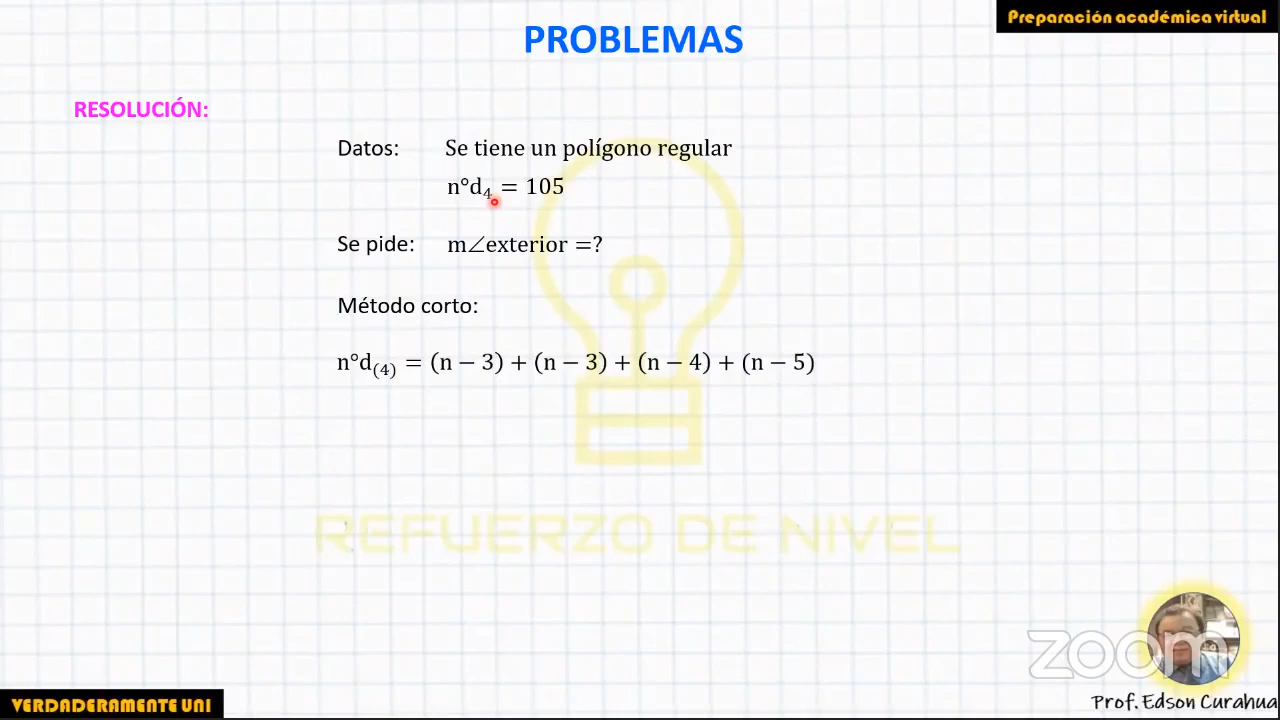 Preparación académica virtual
PROBLEMAS
RESOLUCIÓN:
Datos: Se tiene un polígono regular
n°d₄ = 105
Se pide: m∠exterior =?
Método corto:
n°d₍₄₎ = (n − 3) + (n − 3) + (n − 4) + (n − 5)
REFUERZO DE NIVEL
zoom
VERDADERAMENTE UNI
Prof. Edson Curahua